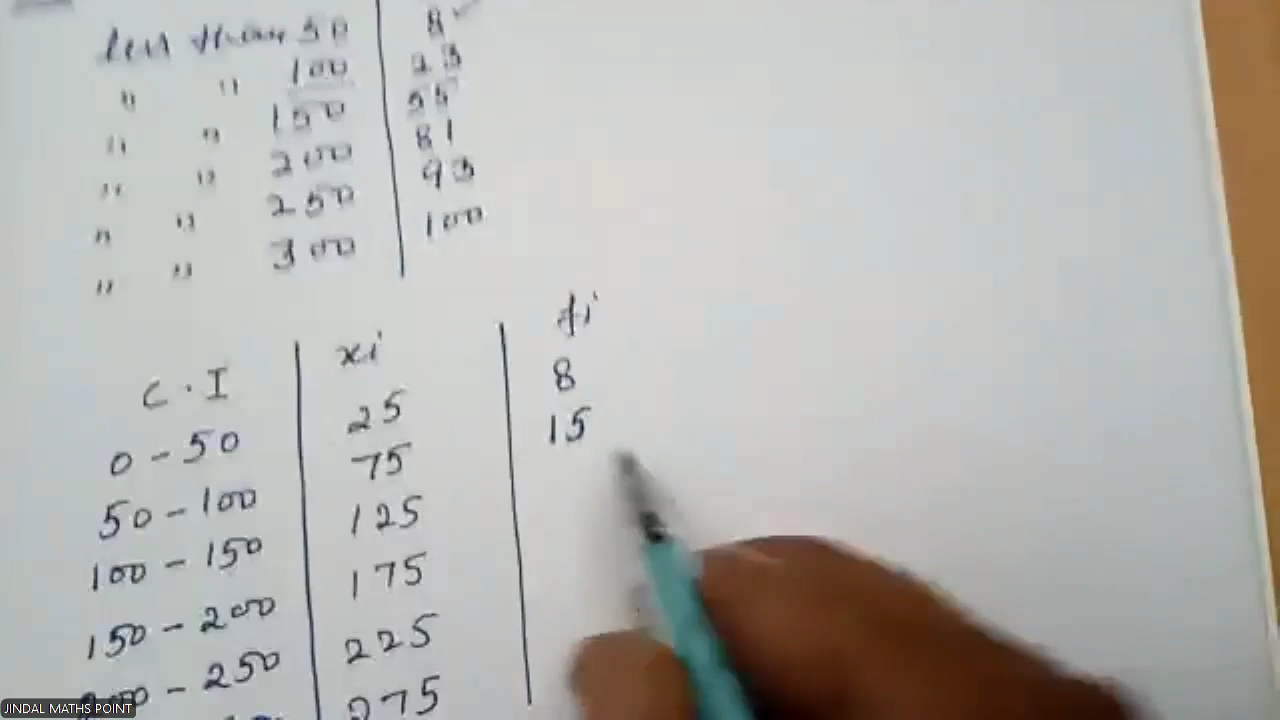 less than 50 | 8 ✓
" " 100 | 23
" " 150 | 55
" " 200 | 81
" " 250 | 93
" " 300 | 100
C.I | xi | fi
0-50 | 25 | 8
50-100 | 75 | 15
100-150 | 125
150-200 | 175
200-250 | 225
275
JINDAL MATHS POINT